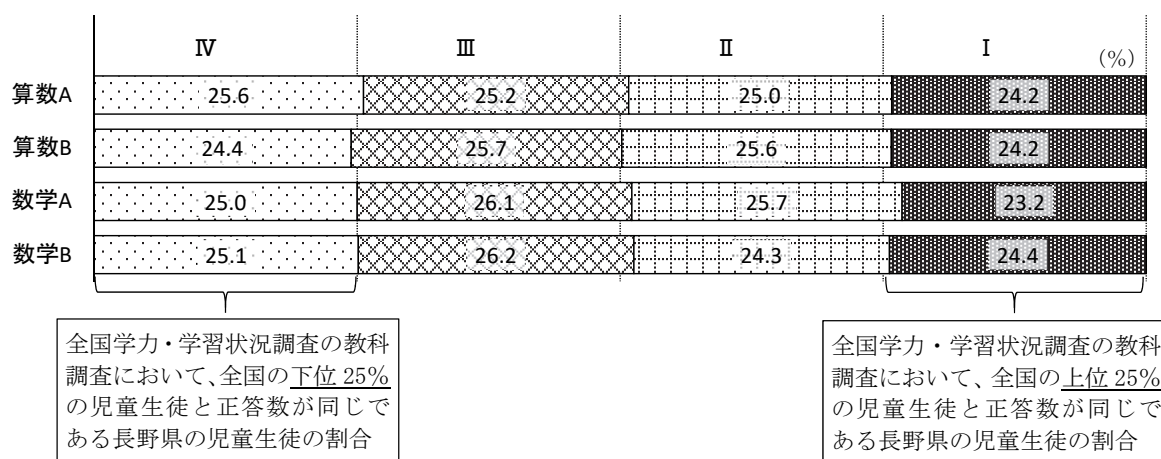 Ⅳ Ⅲ Ⅱ Ⅰ
(%)
算数A 25.6 25.2 25.0 24.2
算数B 24.4 25.7 25.6 24.2
数学A 25.0 26.1 25.7 23.2
数学B 25.1 26.2 24.3 24.4
全国学力・学習状況調査の教科
調査において、全国の下位 25%
の児童生徒と正答数が同じで
ある長野県の児童生徒の割合
全国学力・学習状況調査の教科
調査において、全国の上位 25%
の児童生徒と正答数が同じで
ある長野県の児童生徒の割合